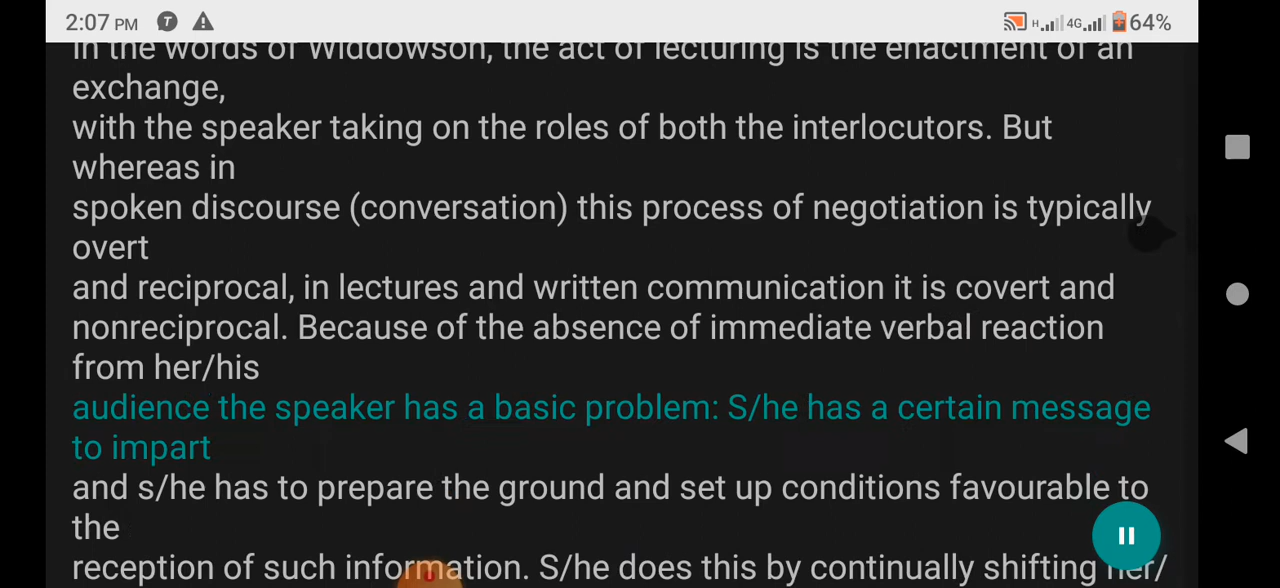 2:07 PM
H 4G 64%
in the words of Widdowson, the act of lecturing is the enactment of an
exchange,
with the speaker taking on the roles of both the interlocutors. But
whereas in
spoken discourse (conversation) this process of negotiation is typically
overt
and reciprocal, in lectures and written communication it is covert and
nonreciprocal. Because of the absence of immediate verbal reaction
from her/his
audience the speaker has a basic problem: S/he has a certain message
to impart
and s/he has to prepare the ground and set up conditions favourable to
the
reception of such information. S/he does this by continually shifting her/